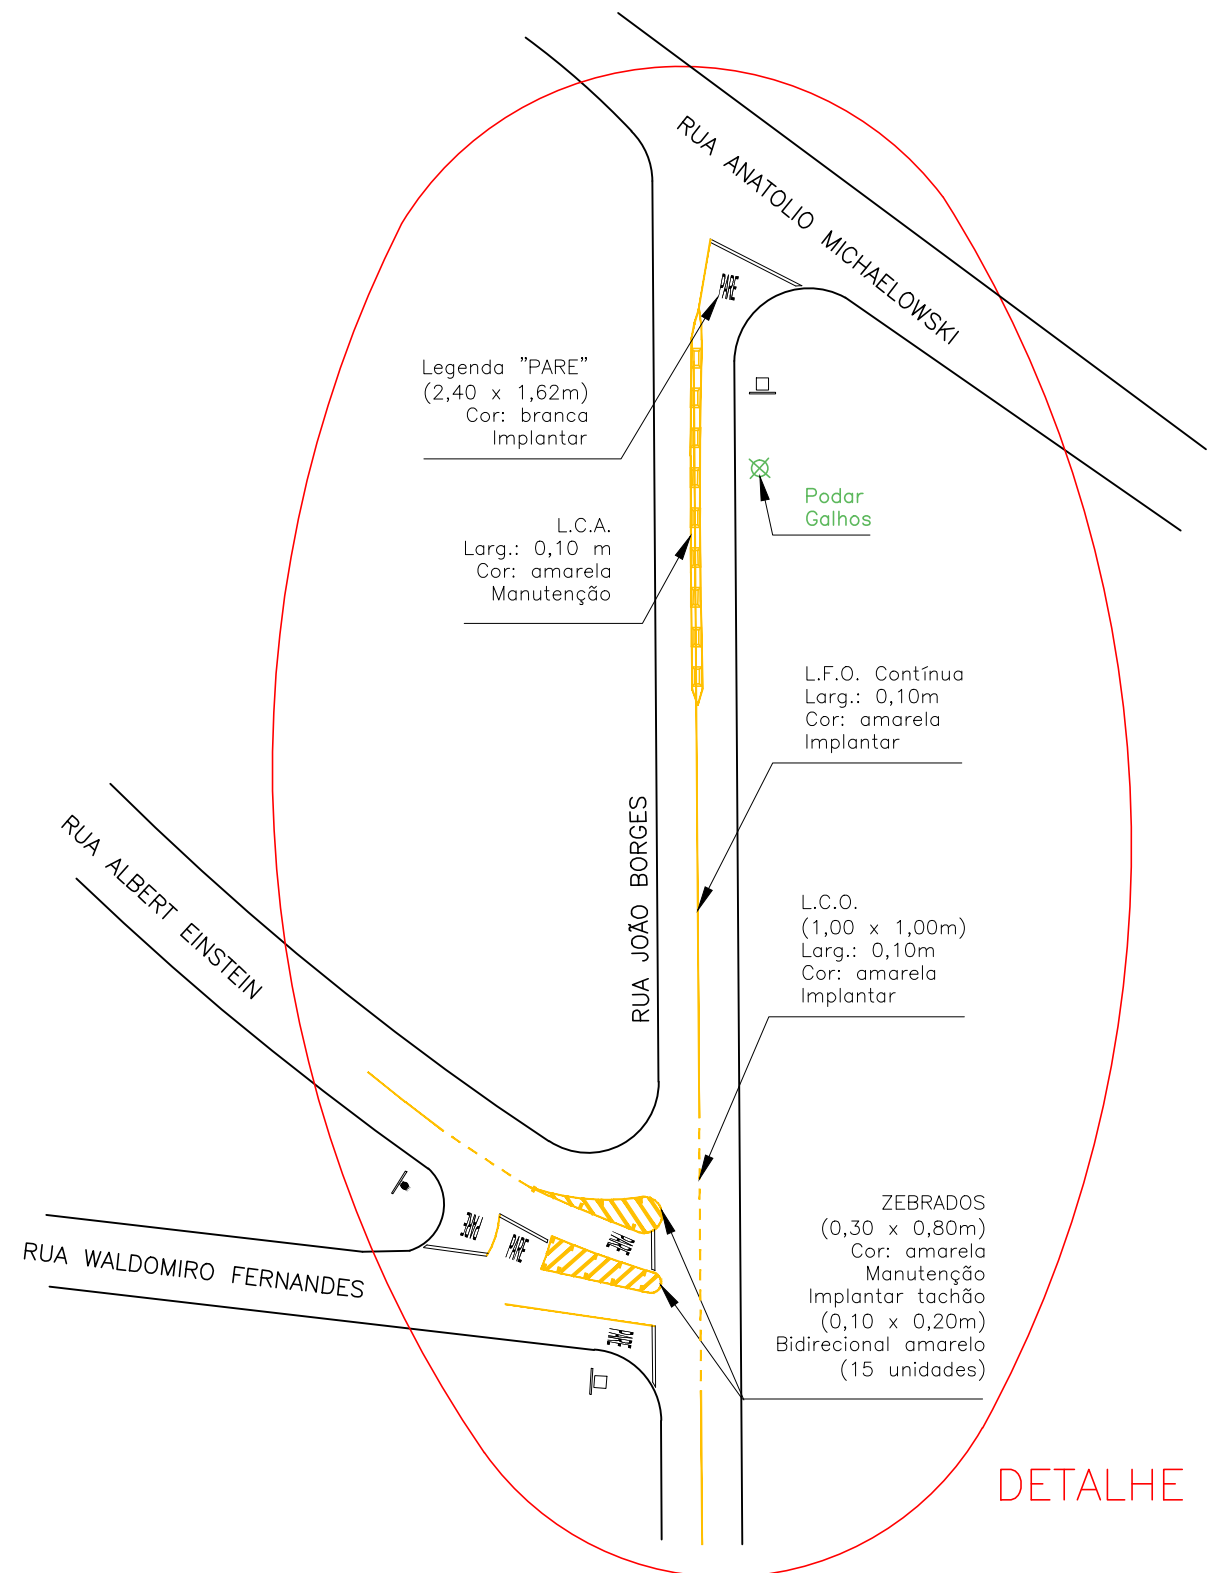 RUA ANATOLIO MICHAELOWSKI
PARE
Legenda "PARE"
(2,40 x 1,62m)
Cor: branca
Implantar
Podar
Galhos
L.C.A.
Larg.: 0,10 m
Cor: amarela
Manutenção
L.F.O. Contínua
Larg.: 0,10m
Cor: amarela
Implantar
RUA JOÃO BORGES
RUA ALBERT EINSTEIN
L.C.O.
(1,00 x 1,00m)
Larg.: 0,10m
Cor: amarela
Implantar
ZEBRADOS
(0,30 x 0,80m)
Cor: amarela
Manutenção
Implantar tachão
(0,10 x 0,20m)
Bidirecional amarelo
(15 unidades)
PARE
PARE
PARE
RUA WALDOMIRO FERNANDES
PARE
DETALHE